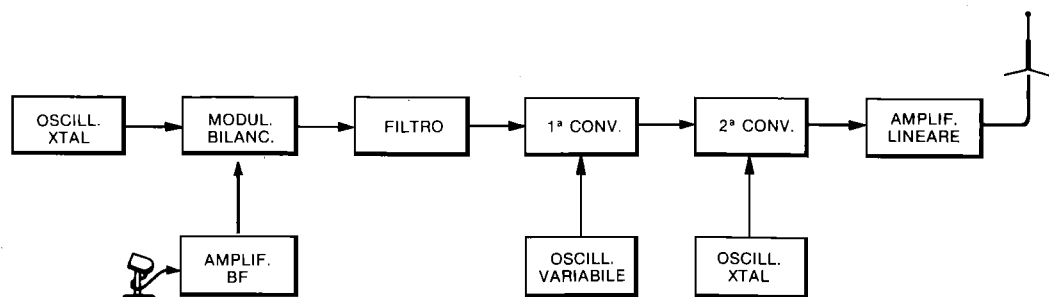 OSCILL.
XTAL
MODUL.
BILANC.
FILTRO
1ª CONV.
2ª CONV.
AMPLIF.
LINEARE
AMPLIF.
BF
OSCILL.
VARIABILE
OSCILL.
XTAL